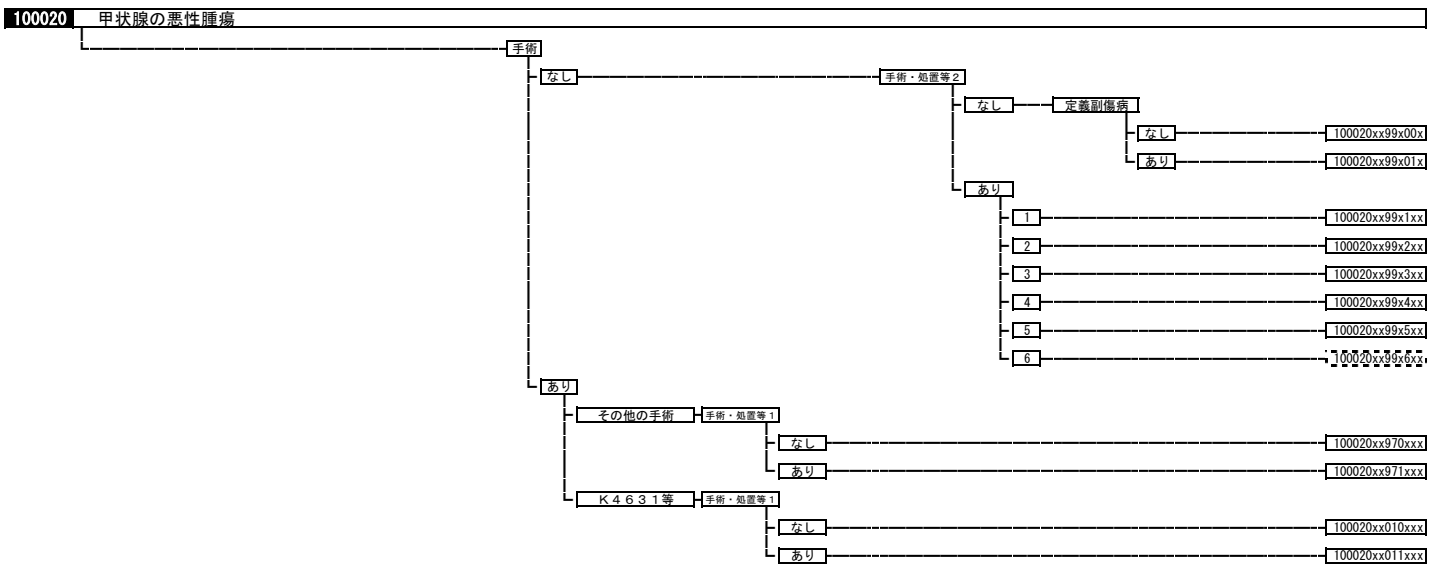 100020 甲状腺の悪性腫瘍
手術
なし 手術・処置等2
なし 定義副傷病
なし 100020xx99x00x
あり 100020xx99x01x
あり
1 100020xx99x1xx
2 100020xx99x2xx
3 100020xx99x3xx
4 100020xx99x4xx
5 100020xx99x5xx
6 100020xx99x6xx
あり
その他の手術 手術・処置等1
なし 100020xx970xxx
あり 100020xx971xxx
K4631等 手術・処置等1
なし 100020xx010xxx
あり 100020xx011xxx